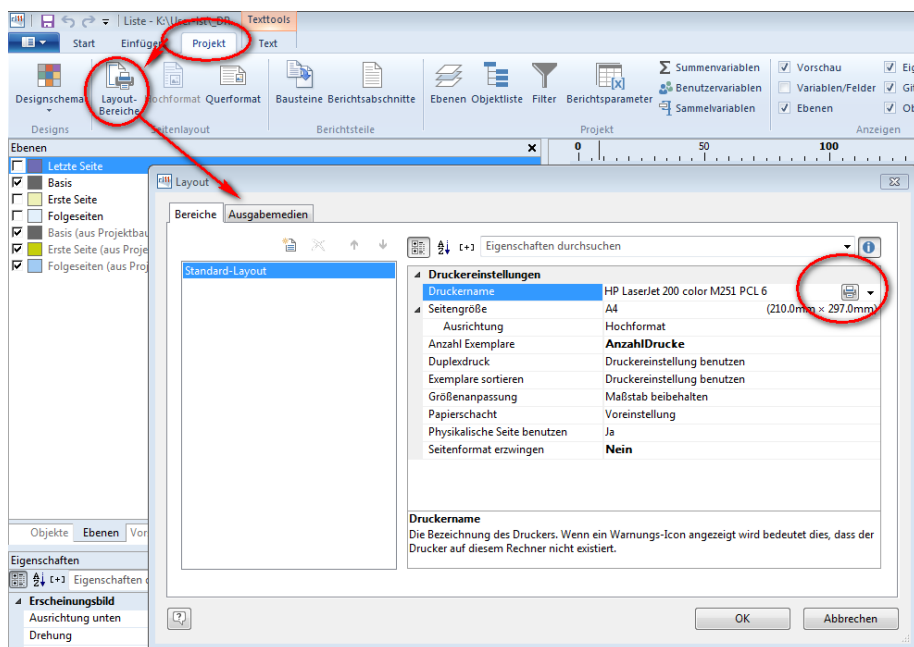 Liste - K:\User-Ist\_DR Texttools
Start Einfügen Projekt Text
Designschema Layout-Bereiche Hochformat Querformat Bausteine Berichtsabschnitte Ebenen Objektliste Filter Berichtsparameter
Σ Summenvariablen
Benutzervariablen
Sammelvariablen
Vorschau
Variablen/Felder
Ebenen
Designs Seitenlayout Berichtsteile Projekt Anzeigen
Ebenen
0 50 100
Letzte Seite
Basis
Erste Seite
Folgeseiten
Basis (aus Projektbau
Erste Seite (aus Proje
Folgeseiten (aus Proj
Layout
Bereiche Ausgabemedien
[+] Eigenschaften durchsuchen
Standard-Layout
Druckereinstellungen
Druckername HP LaserJet 200 color M251 PCL 6
Seitengröße A4 (210.0mm × 297.0mm)
Ausrichtung Hochformat
Anzahl Exemplare AnzahlDrucke
Duplexdruck Druckereinstellung benutzen
Exemplare sortieren Druckereinstellung benutzen
Größenanpassung Maßstab beibehalten
Papierschacht Voreinstellung
Physikalische Seite benutzen Ja
Seitenformat erzwingen Nein
Druckername
Die Bezeichnung des Druckers. Wenn ein Warnungs-Icon angezeigt wird bedeutet dies, dass der
Drucker auf diesem Rechner nicht existiert.
Objekte Ebenen Vor
Eigenschaften
[+] Eigenschaften
Erscheinungsbild
Ausrichtung unten
Drehung
OK Abbrechen